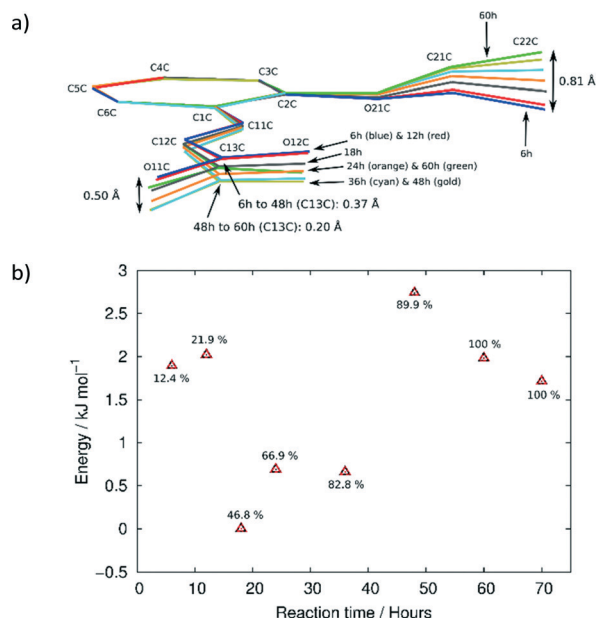 a)
60h
C22C
C21C
C4C
C3C
C5C
C2C
0.81 Å
C6C
C1C
O21C
C11C
C12C
C13C
O12C
6h (blue) & 12h (red)
6h
O11C
18h
24h (orange) & 60h (green)
36h (cyan) & 48h (gold)
0.50 Å
6h to 48h (C13C): 0.37 Å
48h to 60h (C13C): 0.20 Å
b)
3
2.5
2
1.5
1
0.5
0
−0.5
Energy / kJ mol⁻¹
12.4 %
21.9 %
46.8 %
66.9 %
82.8 %
89.9 %
100 %
100 %
0 10 20 30 40 50 60 70
Reaction time / Hours